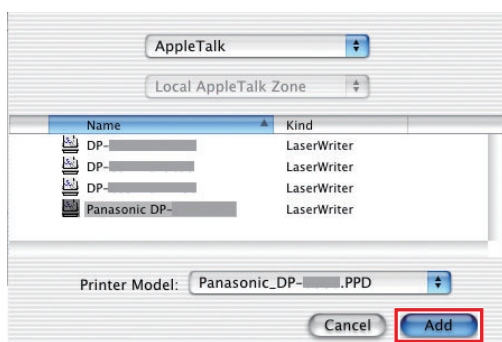 AppleTalk
Local AppleTalk Zone
Name Kind
DP- LaserWriter
DP- LaserWriter
DP- LaserWriter
Panasonic DP- LaserWriter
Printer Model: Panasonic_DP- .PPD
Cancel Add